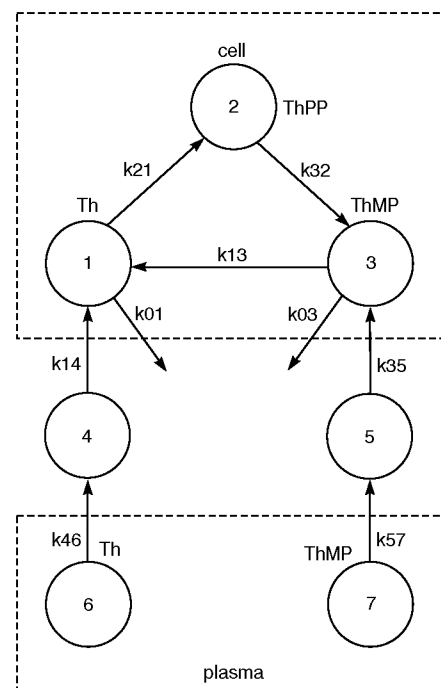 cell
2
ThPP
k21
k32
Th
ThMP
1
k13
3
k01
k03
k14
k35
4
5
k46
Th
ThMP
k57
6
7
plasma